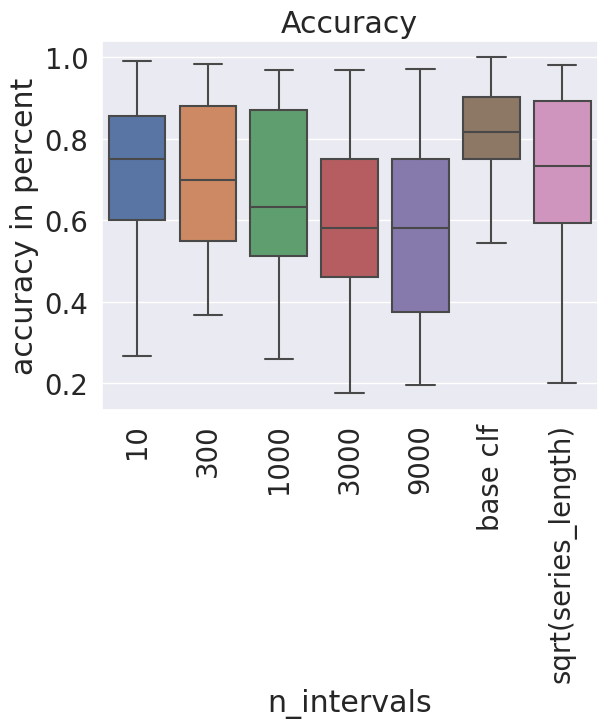 Accuracy
accuracy in percent
1.0
0.8
0.6
0.4
0.2
10
300
1000
3000
9000
base clf
sqrt(series_length)
n_intervals